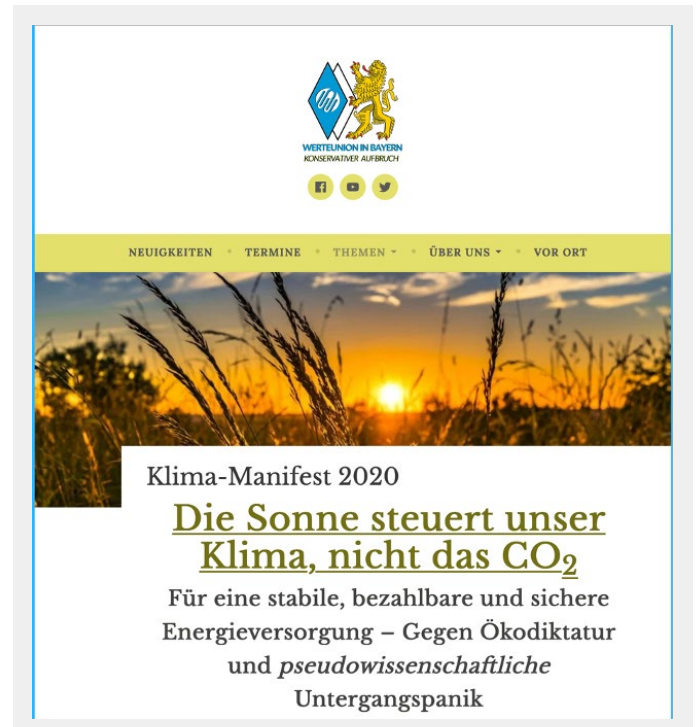 WERTEUNION IN BAYERN
KONSERVATIVER AUFBRUCH
NEUIGKEITEN TERMINE THEMEN ÜBER UNS VOR ORT
Klima-Manifest 2020
Die Sonne steuert unser
Klima, nicht das CO₂
Für eine stabile, bezahlbare und sichere
Energieversorgung – Gegen Ökodiktatur
und pseudowissenschaftliche
Untergangspanik